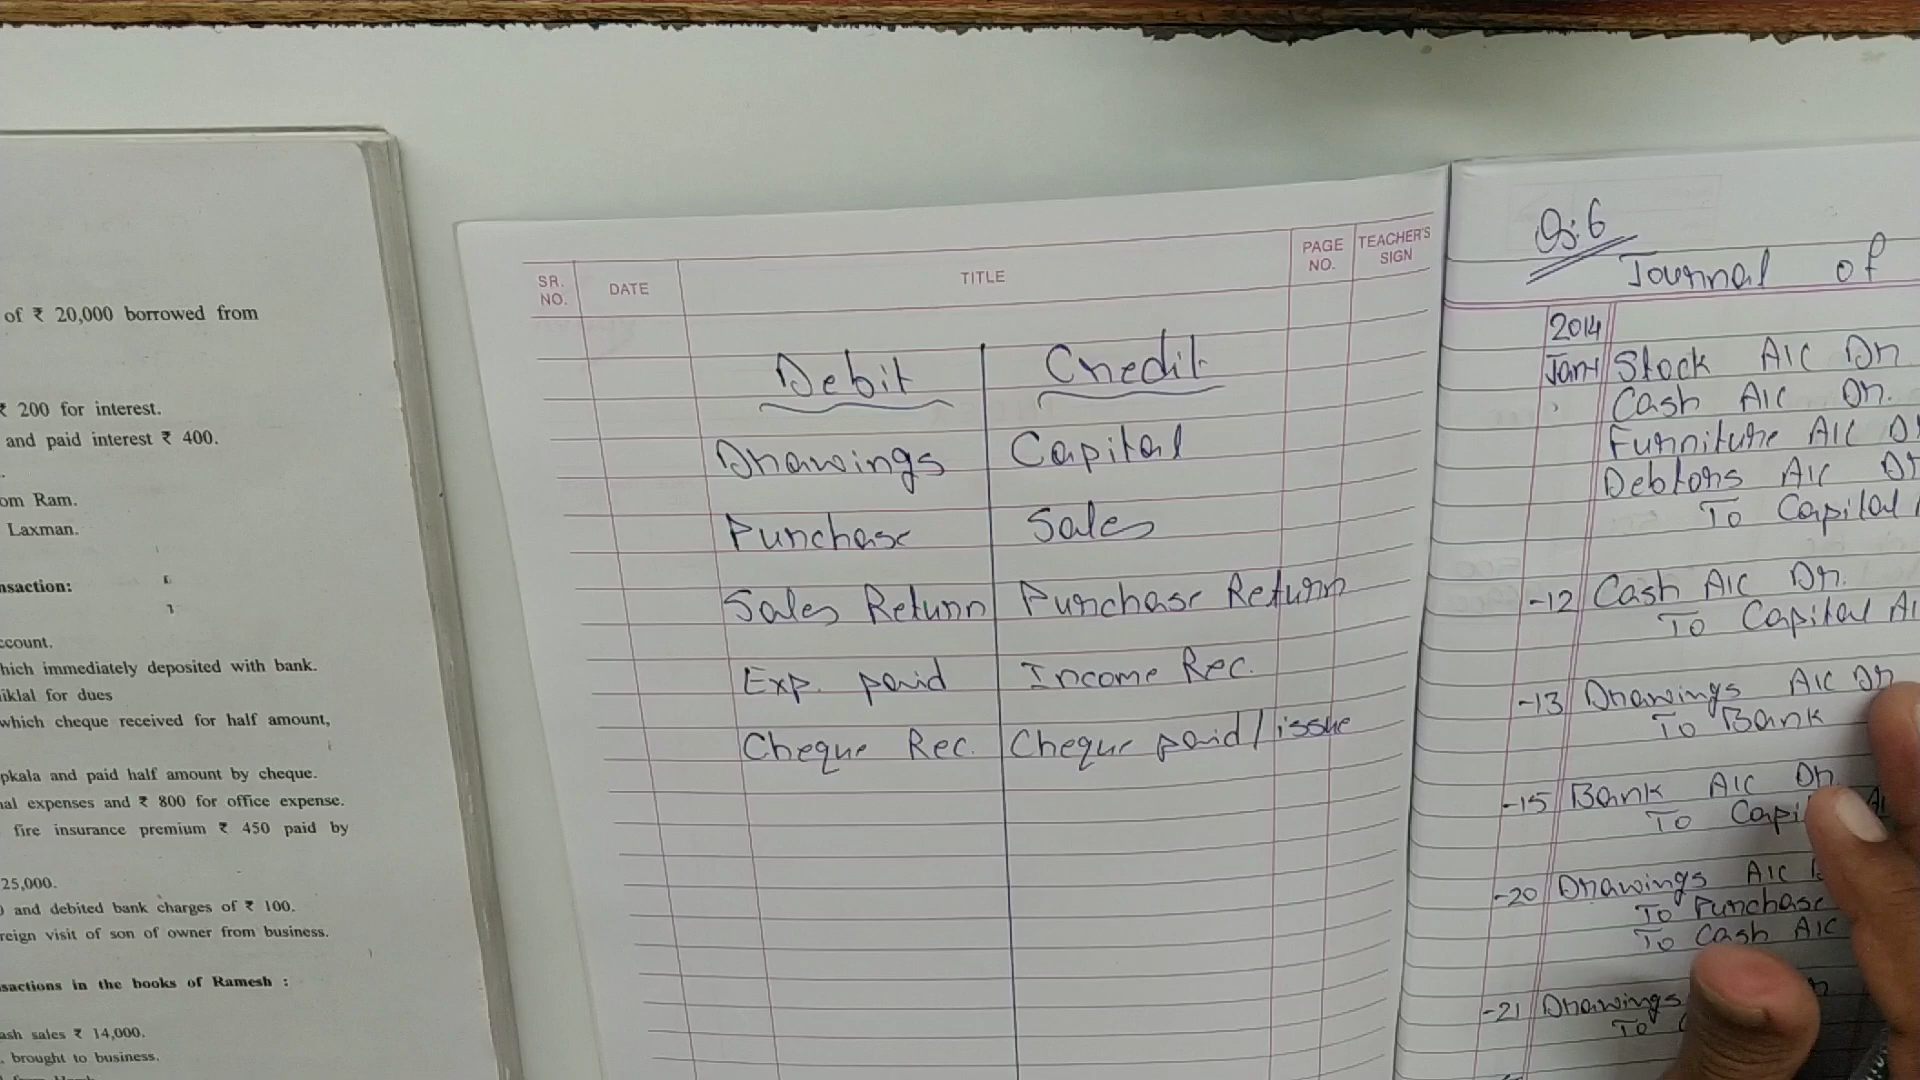 of ₹ 20,000 borrowed from
₹ 200 for interest.
and paid interest ₹ 400.
om Ram.
Laxman.
nsaction:
ccount.
hich immediately deposited with bank.
iklal for dues
which cheque received for half amount,
pkala and paid half amount by cheque.
nal expenses and ₹ 800 for office expense.
fire insurance premium ₹ 450 paid by
25,000.
and debited bank charges of ₹ 100.
reign visit of son of owner from business.
sactions in the books of Ramesh :
ash sales ₹ 14,000.
. brought to business.
SR. NO. DATE TITLE PAGE NO. TEACHER'S SIGN
Debit Credit
Drawings Capital
Purchase Sales
Sales Return Purchase Return
Exp. paid Income Rec.
Cheque Rec. Cheque paid / issue
Q:6
Journal of
2014
Jan-1 Stock A/C Dr
Cash A/C Dr.
Furniture A/C Dr
Debtors A/C Dr
To Capital
-12 Cash A/C Dr.
To Capital A/
-13 Drawings A/C Dr
To Bank
-15 Bank A/C Dr.
To Capi
-20 Drawings A/C
To Purchase
To Cash A/C
-21 Drawings
To